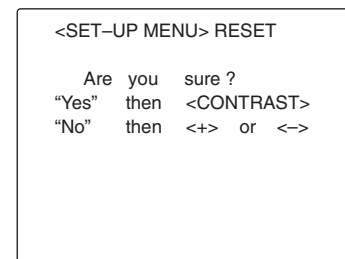 <SET–UP MENU> RESET
Are you sure ?
“Yes” then <CONTRAST>
“No” then <+> or <–>